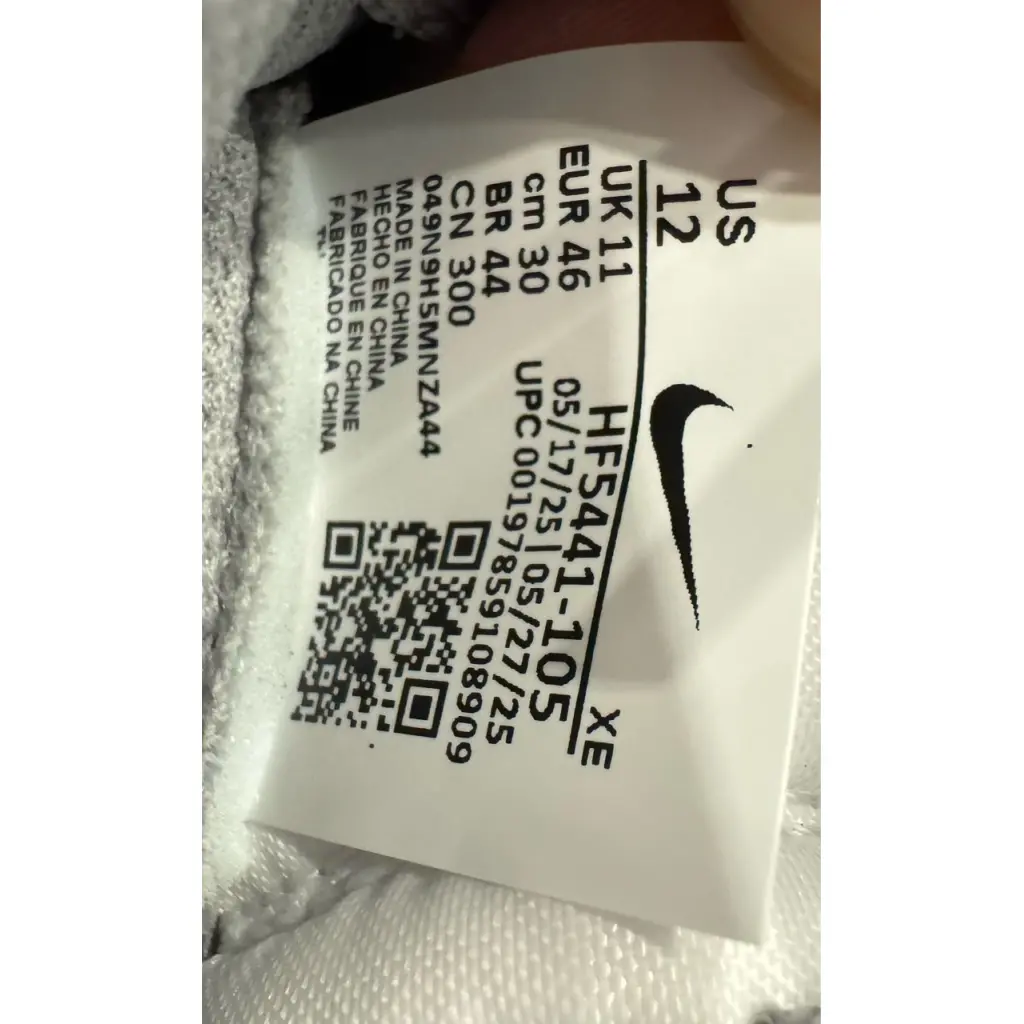 US
12
UK 11
EUR 46
cm 30
BR 44
CN 300
XE
HF5441-105
05/17/25|05/27/25
UPC 00197859108909
049N9H5MNZA44
MADE IN CHINA
HECHO EN CHINA
FABRIQUE EN CHINE
FABRICADO NA CHINA